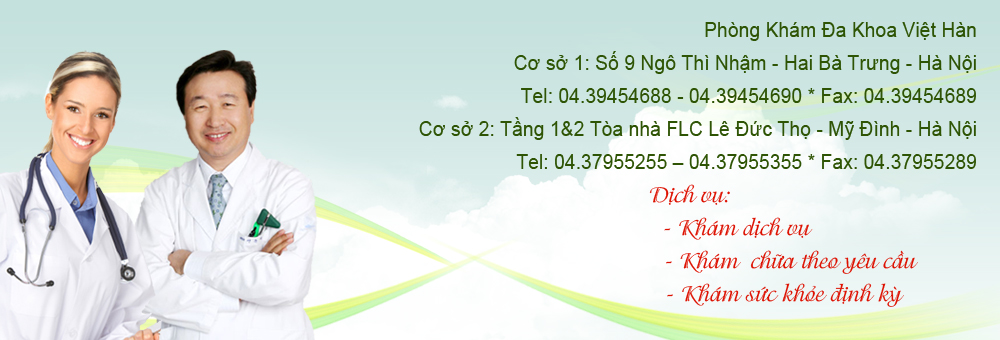 Phòng Khám Đa Khoa Việt Hàn
Cơ sở 1: Số 9 Ngô Thì Nhậm - Hai Bà Trưng - Hà Nội
Tel: 04.39454688 - 04.39454690 * Fax: 04.39454689
Cơ sở 2: Tầng 1&2 Tòa nhà FLC Lê Đức Thọ - Mỹ Đình - Hà Nội
Tel: 04.37955255 – 04.37955355 * Fax: 04.37955289
Dịch vụ:
- Khám dịch vụ
- Khám chữa theo yêu cầu
- Khám sức khỏe định kỳ